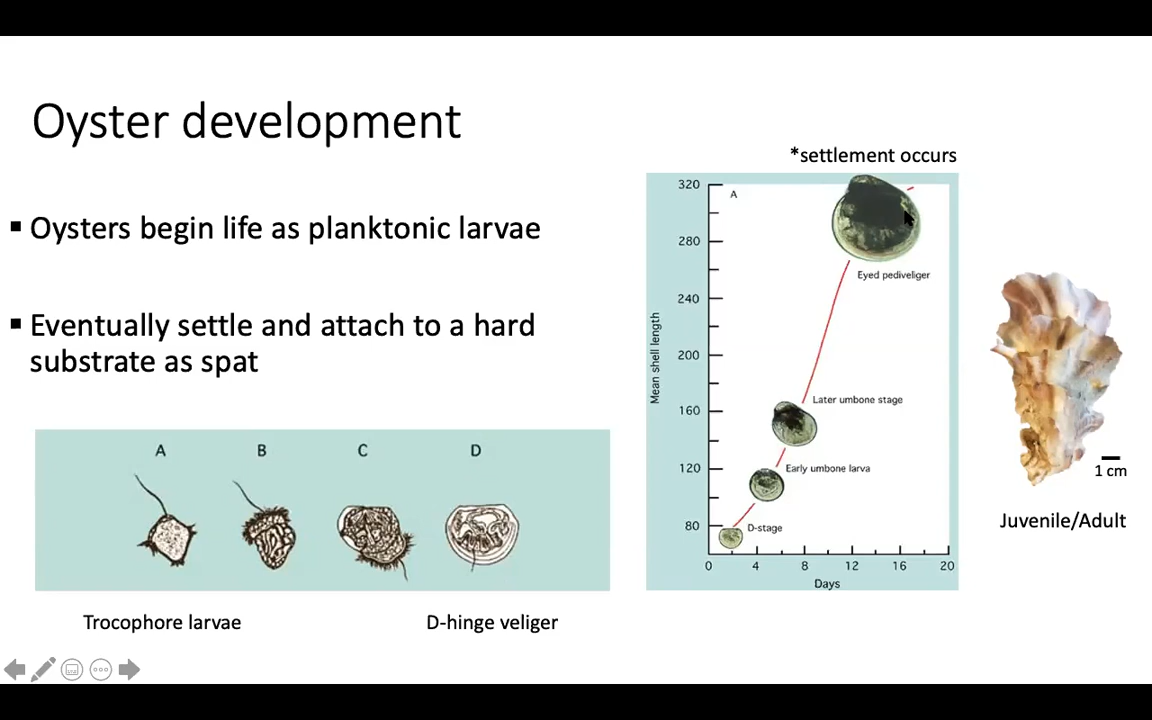 Oyster development
▪ Oysters begin life as planktonic larvae
▪ Eventually settle and attach to a hard
substrate as spat
A B C D
Trocophore larvae
D-hinge veliger
*settlement occurs
A
320
280
240
200
160
120
80
Mean shell length
Eyed pediveliger
Later umbone stage
Early umbone larva
D-stage
0 4 8 12 16 20
Days
1 cm
Juvenile/Adult